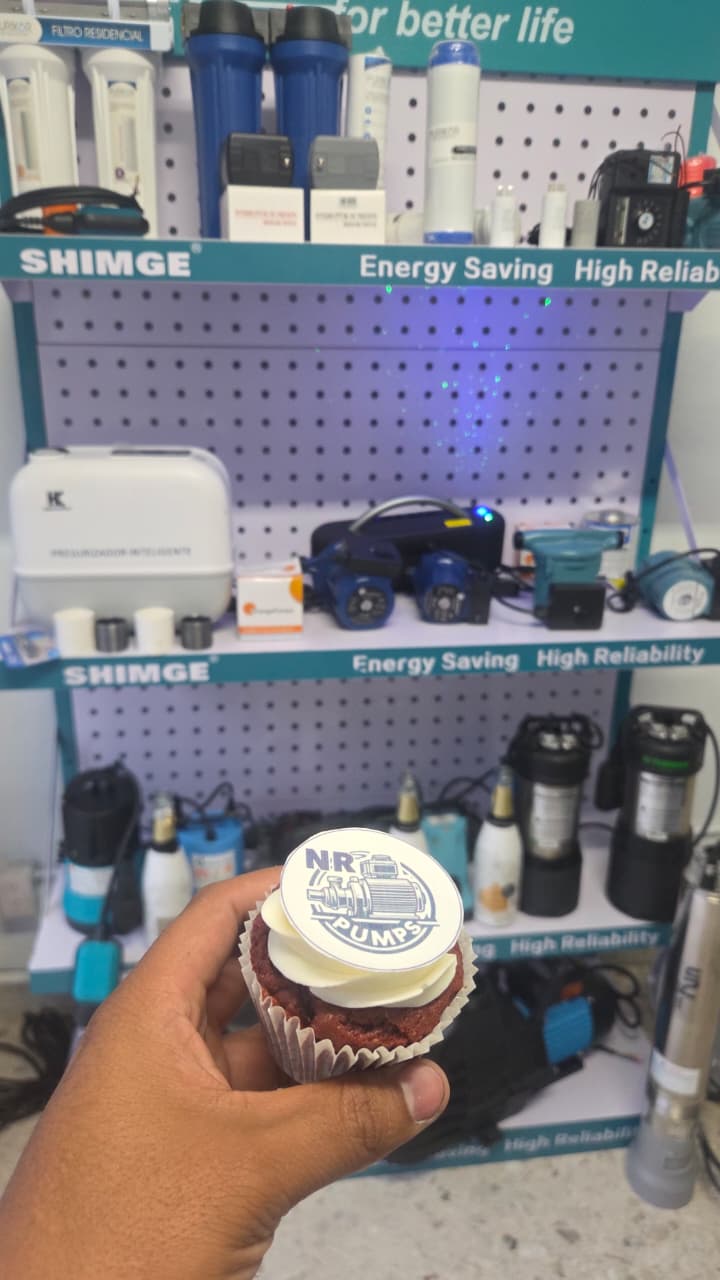 for better life
FILTRO RESIDENCIAL
SHIMGE®
Energy Saving High Reliab
PRESURIZADOR INTELIGENTE
SHIMGE®
Energy Saving High Reliability
NR
PUMPS
ng High Reliability
High Reliability